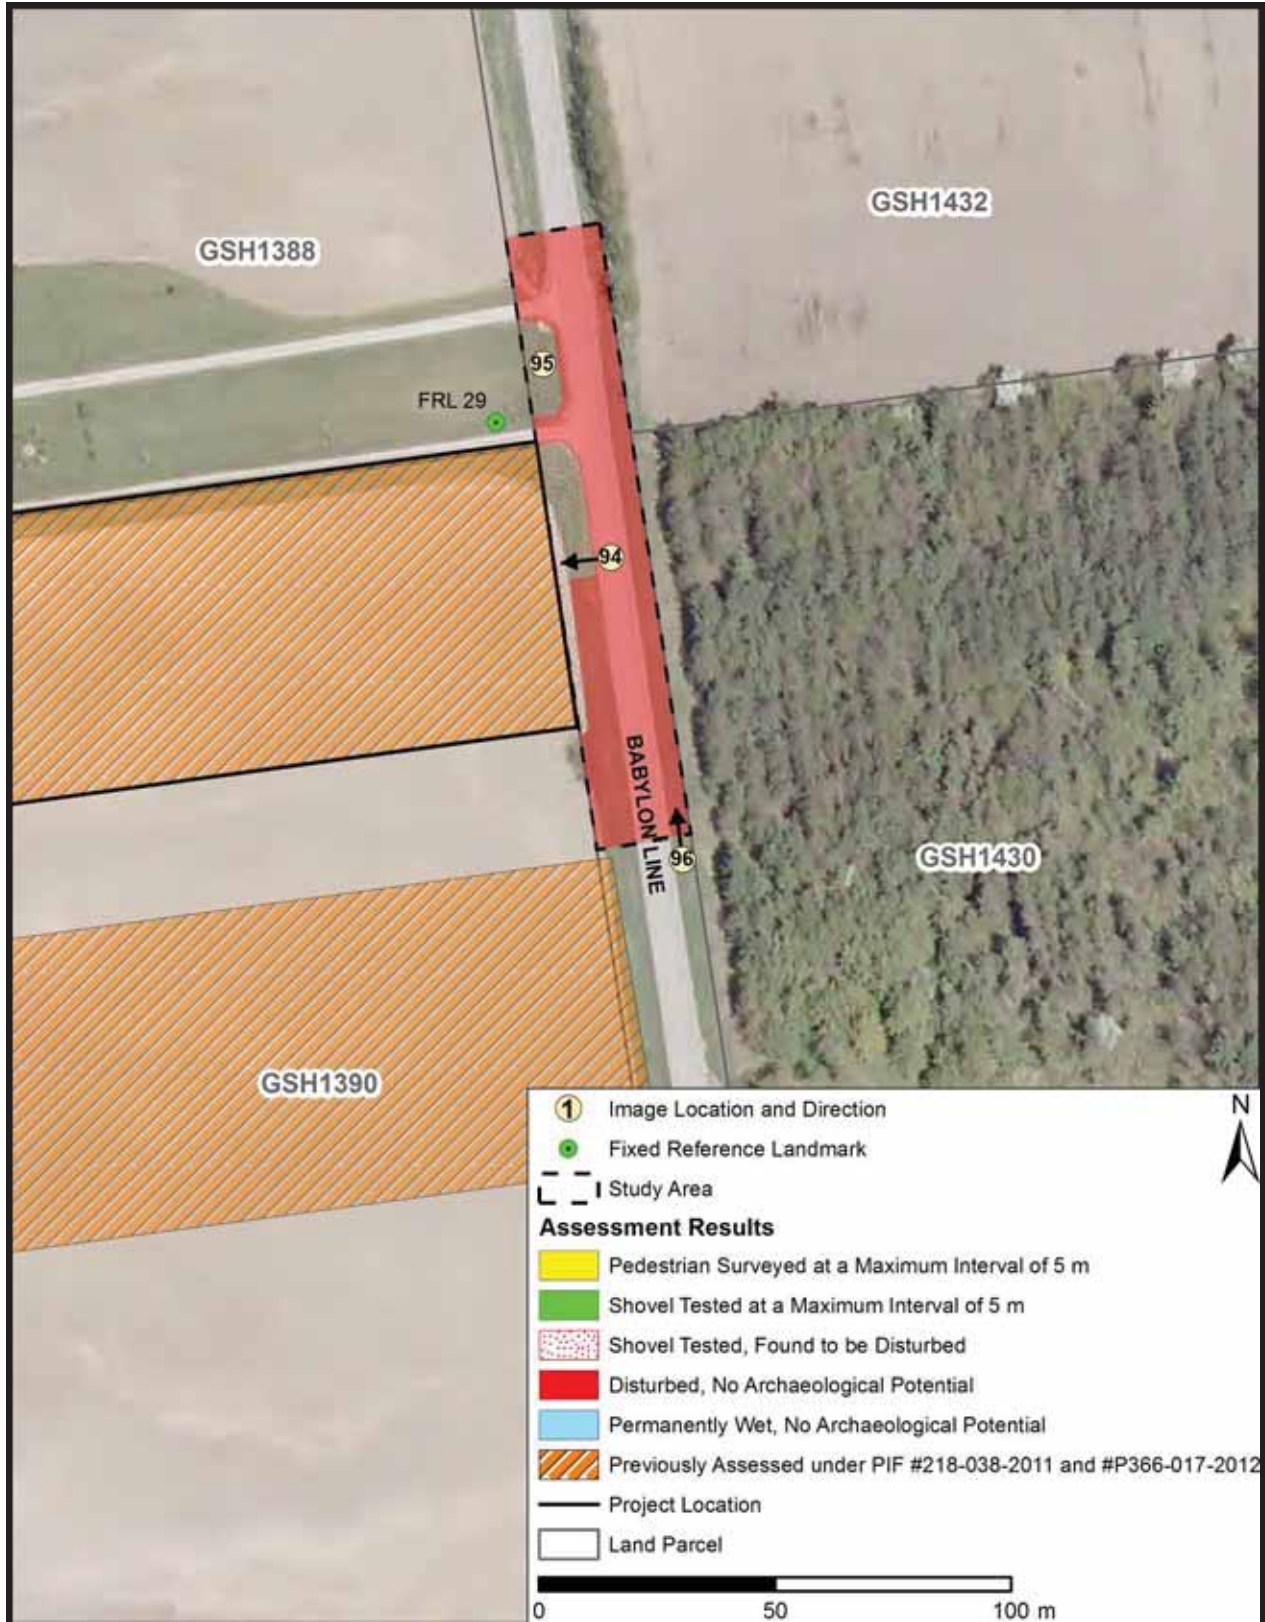 GSH1432
GSH1388
95
FRL 29
94
BABYLON LINE
96
GSH1430
GSH1390
1 Image Location and Direction
N
Fixed Reference Landmark
Study Area
Assessment Results
Pedestrian Surveyed at a Maximum Interval of 5 m
Shovel Tested at a Maximum Interval of 5 m
Shovel Tested, Found to be Disturbed
Disturbed, No Archaeological Potential
Permanently Wet, No Archaeological Potential
Previously Assessed under PIF #218-038-2011 and #P366-017-2012
Project Location
Land Parcel
0 50 100 m